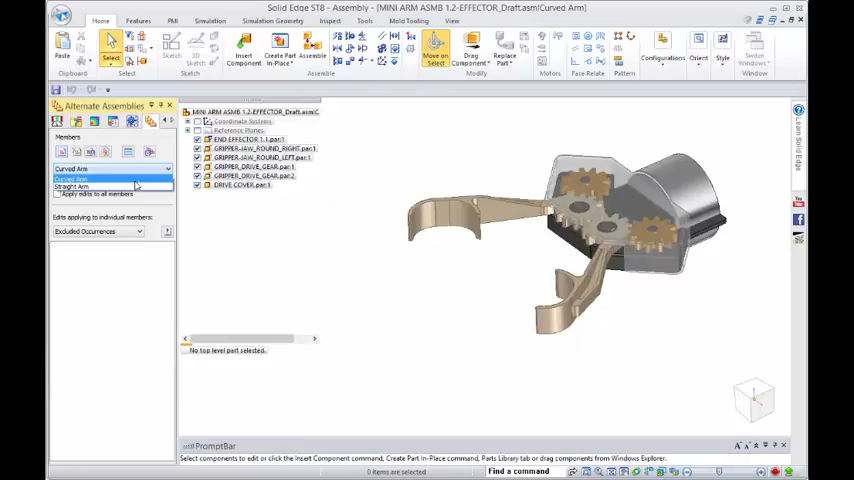 Solid Edge ST8 - Assembly - [MINI ARM ASMB 1.2-EFFECTOR_Draft.asm!Curved Arm]
Home
Features
PMI
Simulation
Simulation Geometry
Inspect
Tools
Mold Tooling
View
Paste
Select
Sketch
3D Sketch
Insert Component
Create Part In-Place
Assemble
Move on Select
Drag Component
Replace Part
Configurations
Orient
Style
Switch Windows
Clipboard
Select
Sketch
Assemble
Modify
Face Relate
Motors
Pattern
Window
Alternate Assemblies
Members
Curved Arm
Curved Arm
Straight Arm
Apply edits to all members
Edits applying to individual members:
Excluded Occurrences
MINI ARM ASMB 1.2-EFFECTOR_Draft.asm!C
Coordinate Systems
Reference Planes
END EFFECTOR 1.1.par:1
GRIPPER-JAW_ROUND_RIGHT.par:1
GRIPPER-JAW_ROUND_LEFT.par:1
GRIPPER_DRIVE_GEAR.par:1
GRIPPER_DRIVE_GEAR.par:2
DRIVE COVER.par:1
No top level part selected.
Learn Solid Edge
PromptBar
Select components to edit or click the Insert Component command, Create Part In-Place command, Parts Library tab or drag components from Windows Explorer.
0 items are selected
Find a command